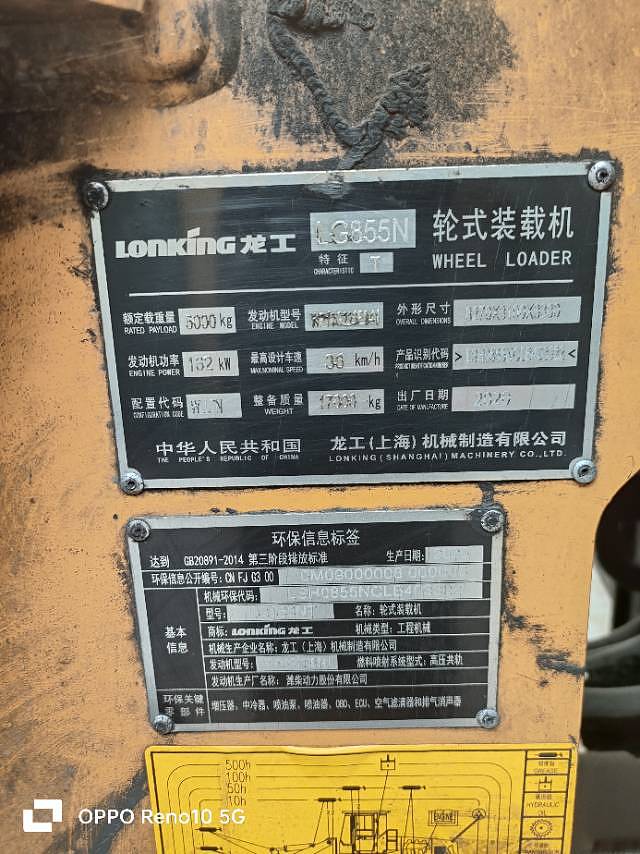 LONKING 龙工 LG855N 轮式装载机
特征 T WHEEL LOADER
CHARACTERISTIC
额定载重量 5000 kg 发动机型号 外形尺寸
RATED PAYLOAD ENGINE MODEL OVERALL DIMENSIONS
发动机功率 162 kW 最高设计车速 38 km/h 产品识别代码 > <
ENGINE POWER MAX.NOMINAL SPEED
配置代码 整备质量 kg 出厂日期
CONFIGURATION CODE WEIGHT DATE OF MANUFACTURE
中华人民共和国 龙工(上海)机械制造有限公司
THE PEOPLE'S REPUBLIC OF CHINA LONKING (SHANGHAI) MACHINERY CO.,LTD.
环保信息标签
达到 GB20891-2014 第三阶段排放标准 生产日期:
环保信息公开编号: CN FJ G3 00
机械环保代码:
型号: 名称: 轮式装载机
基本信息 商标: LONKING 龙工 机械类型: 工程机械
机械生产企业名称: 龙工(上海)机械制造有限公司
发动机型号: 燃料喷射系统型式: 高压共轨
发动机生产厂名称: 潍柴动力股份有限公司
环保关键零部件 增压器、中冷器、喷油泵、喷油器、OBD、ECU、空气滤清器和排气消声器
500h
100h
50h
10h
GREASE
HYDRAULIC
OIL
ENGINE
OPPO Reno10 5G